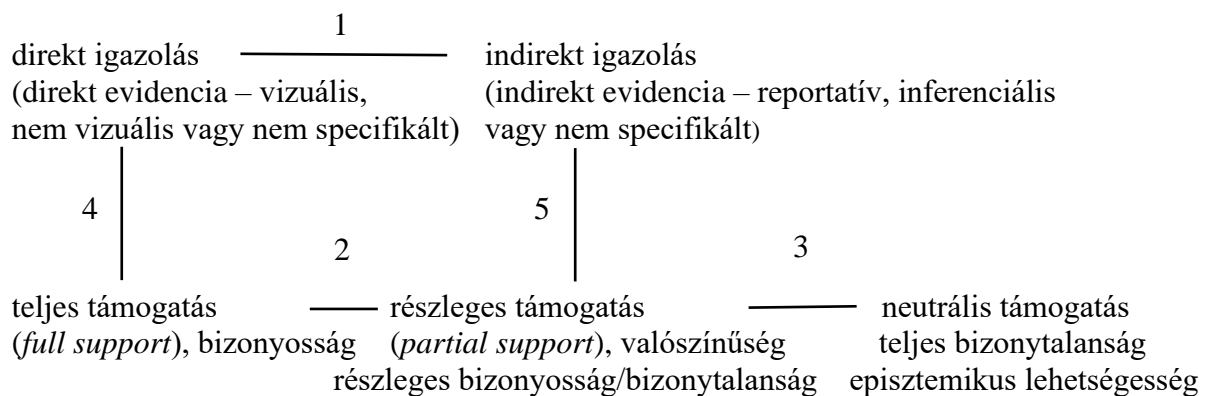 1
direkt igazolás indirekt igazolás
(direkt evidencia – vizuális, (indirekt evidencia – reportatív, inferenciális
nem vizuális vagy nem specifikált) vagy nem specifikált)
4 5
2 3
teljes támogatás részleges támogatás neutrális támogatás
(full support), bizonyosság (partial support), valószínűség teljes bizonytalanság
részleges bizonyosság/bizonytalanság episztemikus lehetségesség